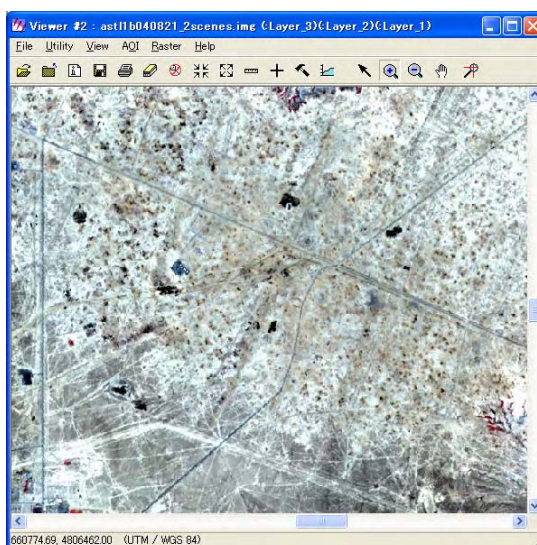 Viewer #2 : astl1b040821_2scenes.img (:Layer_3)(:Layer_2)(:Layer_1)
File Utility View AOI Raster Help
660774.69, 4806462.00 (UTM / WGS 84)